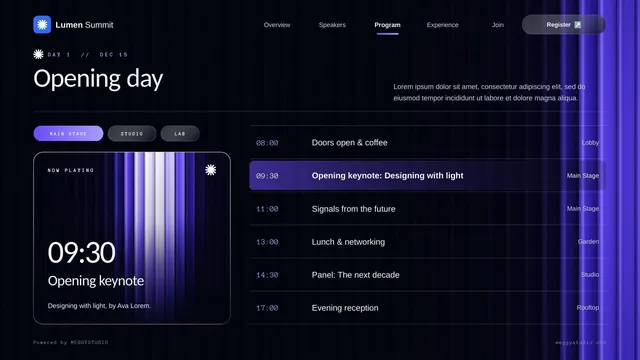 Lumen Summit
Overview
Speakers
Program
Experience
Join
Register ↗
DAY 1 // DEC 15
Opening day
Lorem ipsum dolor sit amet, consectetur adipiscing elit, sed do
eiusmod tempor incididunt ut labore et dolore magna aliqua.
MAIN STAGE
STUDIO
LAB
NOW PLAYING
09:30
Opening keynote
Designing with light, by Ava Lorem.
08:00 Doors open & coffee Lobby
09:30 Opening keynote: Designing with light Main Stage
11:00 Signals from the future Main Stage
13:00 Lunch & networking Garden
14:30 Panel: The next decade Studio
17:00 Evening reception Rooftop
Powered by MEGGYSTUDIO
meggystudio